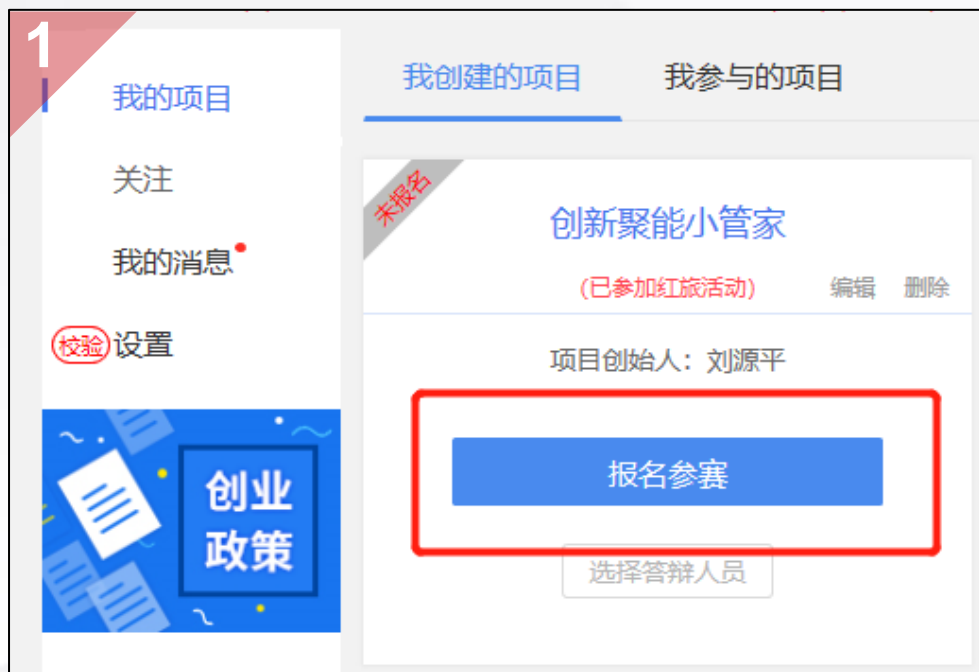 1
我的项目
关注
我的消息
校验 设置
创业
政策
我创建的项目 我参与的项目
未报名
创新聚能小管家
(已参加红旅活动) 编辑 删除
项目创始人：刘源平
报名参赛
选择答辩人员